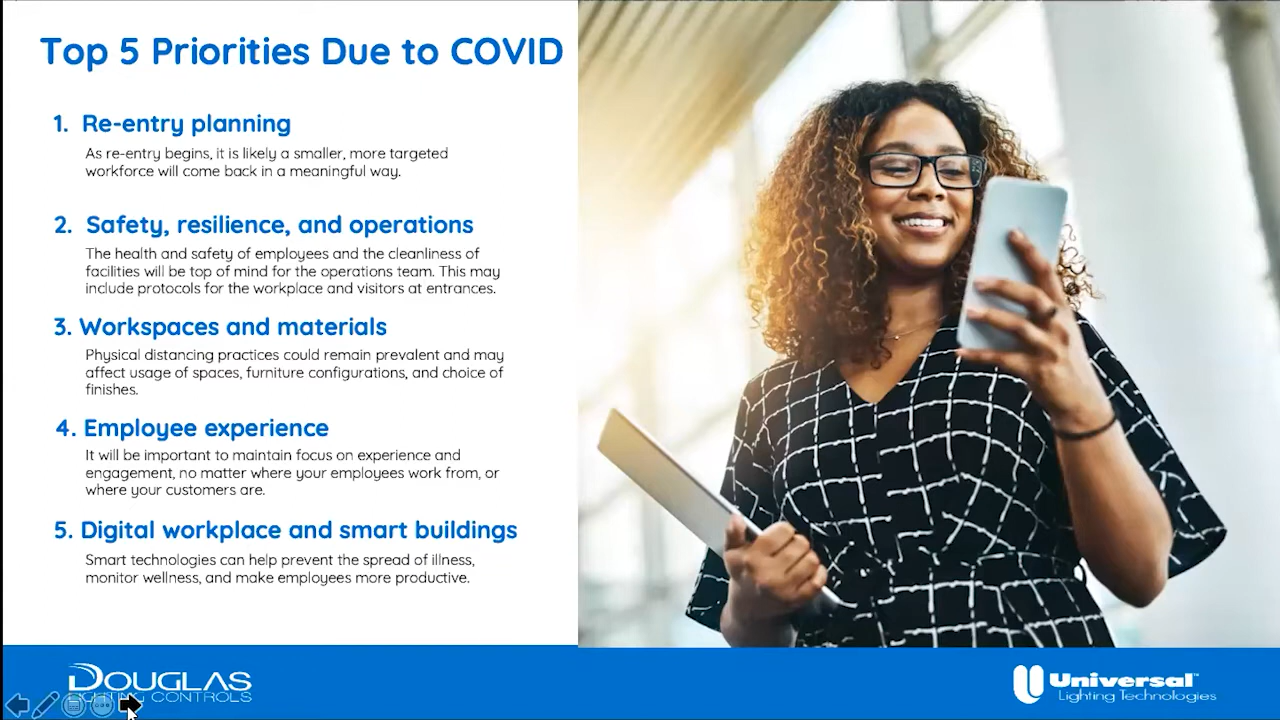 Top 5 Priorities Due to COVID
1. Re-entry planning
As re-entry begins, it is likely a smaller, more targeted
workforce will come back in a meaningful way.
2. Safety, resilience, and operations
The health and safety of employees and the cleanliness of
facilities will be top of mind for the operations team. This may
include protocols for the workplace and visitors at entrances.
3. Workspaces and materials
Physical distancing practices could remain prevalent and may
affect usage of spaces, furniture configurations, and choice of
finishes.
4. Employee experience
It will be important to maintain focus on experience and
engagement, no matter where your employees work from, or
where your customers are.
5. Digital workplace and smart buildings
Smart technologies can help prevent the spread of illness,
monitor wellness, and make employees more productive.
DOUGLAS
LIGHTING CONTROLS
Universal™
Lighting Technologies